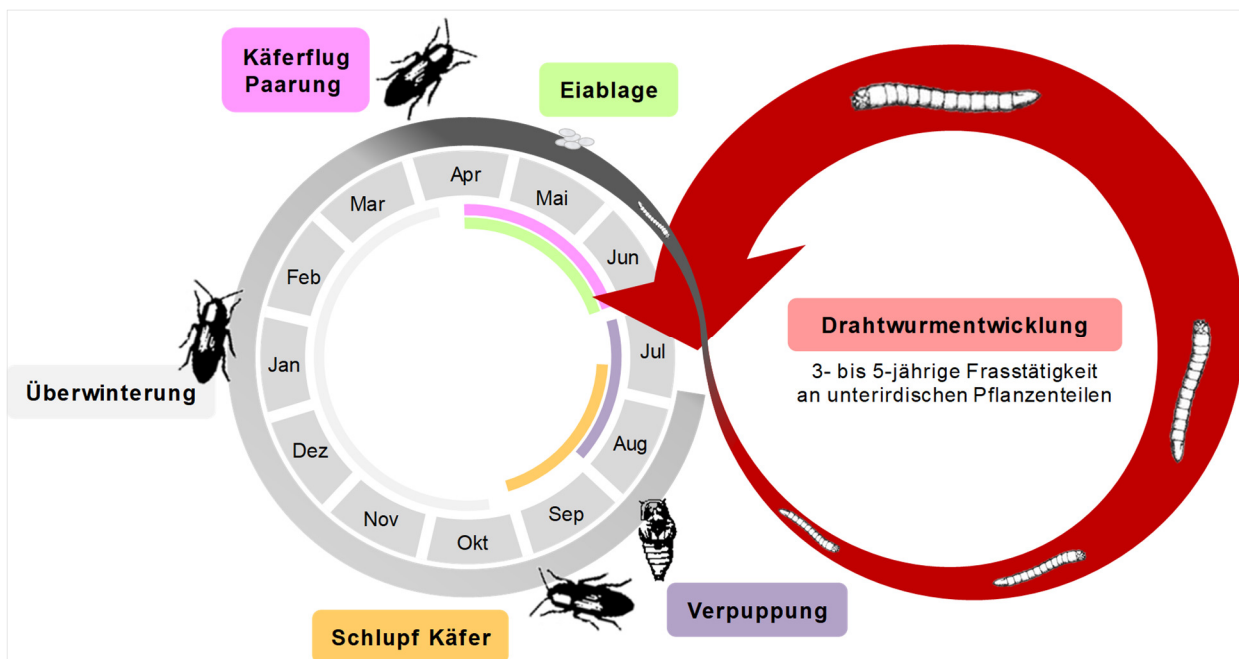 Käferflug
Paarung
Eiablage
Apr
Mai
Jun
Jul
Aug
Sep
Okt
Nov
Dez
Jan
Feb
Mar
Überwinterung
Drahtwurmentwicklung
3- bis 5-jährige Frasstätigkeit
an unterirdischen Pflanzenteilen
Verpuppung
Schlupf Käfer